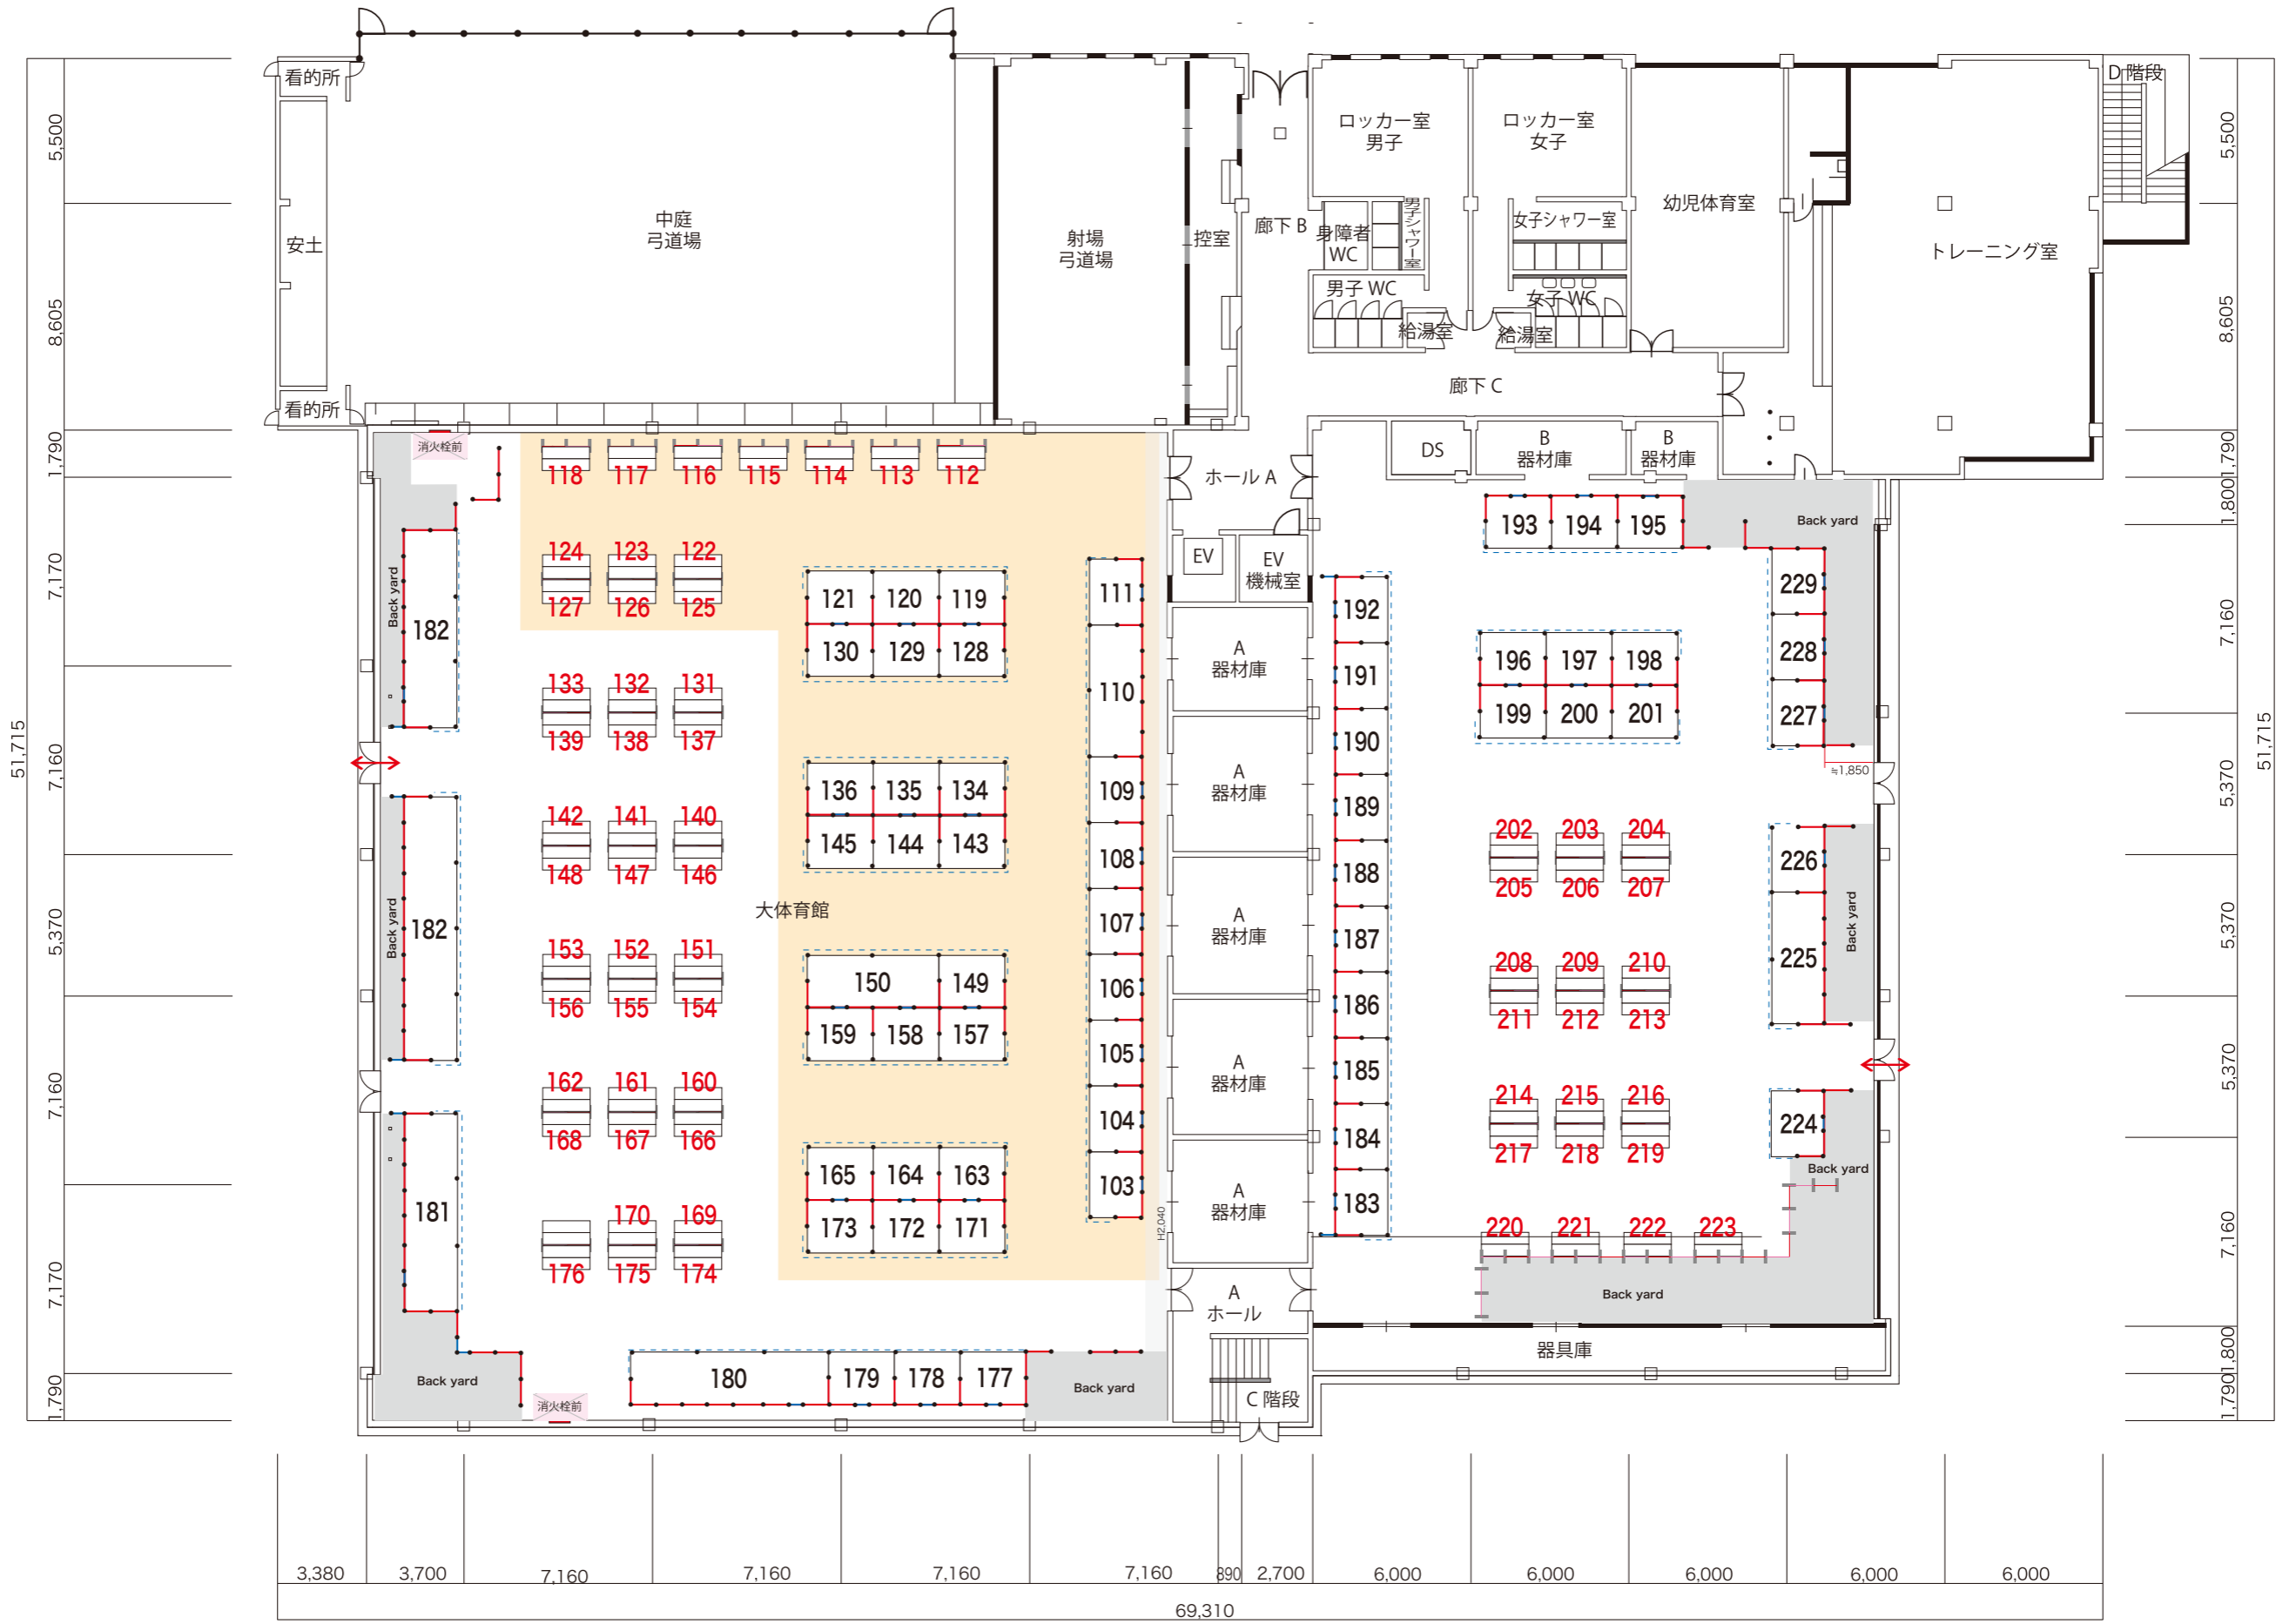 看的所
D 階段
ロッカー室
男子
ロッカー室
女子
5,500
5,500
中庭
弓道場
安土
射場
弓道場
控室
廊下 B
身障者
WC
男子シャワー室
女子シャワー室
幼児体育室
トレーニング室
男子 WC
女子 WC
給湯室
給湯室
8,605
8,605
廊下 C
看的所
消火栓前
1,790
1,790
118
117
116
115
114
113
112
ホール A
DS
B
器材庫
B
器材庫
1,800
193
194
195
Back yard
EV
EV
機械室
124
123
122
127
126
125
121
120
119
130
129
128
111
110
109
108
107
106
105
104
103
Back yard
182
7,170
7,160
133
132
131
139
138
137
136
135
134
145
144
143
142
141
140
148
147
146
大体育館
Back yard
182
153
152
151
156
155
154
150
149
159
158
157
162
161
160
168
167
166
165
164
163
173
172
171
181
170
169
176
175
174
180
179
178
177
Back yard
消火栓前
Back yard
H2,040
A
器材庫
A
器材庫
A
器材庫
A
器材庫
A
器材庫
A
ホール
C 階段
192
191
190
189
188
187
186
185
184
183
196
197
198
199
200
201
229
228
227
≒1,850
202
203
204
205
206
207
226
225
Back yard
208
209
210
211
212
213
214
215
216
217
218
219
224
Back yard
220
221
222
223
Back yard
器具庫
51,715
7,160
5,370
7,160
7,170
1,790
51,715
5,370
5,370
5,370
7,160
1,800
1,790
3,380
3,700
7,160
7,160
7,160
7,160
890
2,700
6,000
6,000
6,000
6,000
6,000
69,310